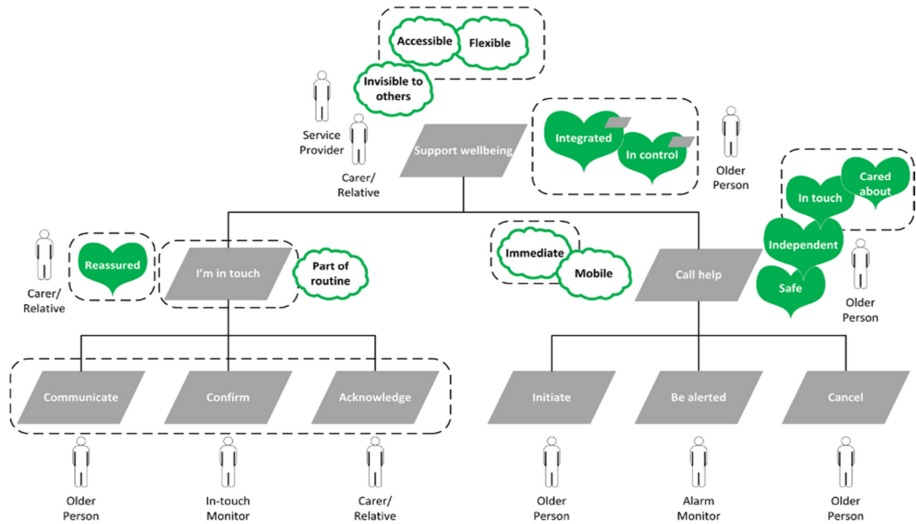 Accessible
Flexible
Invisible to
others
Service
Provider
Carer/
Relative
Support wellbeing
Integrated
In control
Older
Person
Cared
about
In touch
Independent
Safe
Older
Person
Carer/
Relative
Reassured
I'm in touch
Part of
routine
Immediate
Mobile
Call help
Communicate
Confirm
Acknowledge
Initiate
Be alerted
Cancel
Older
Person
In-touch
Monitor
Carer/
Relative
Older
Person
Alarm
Monitor
Older
Person